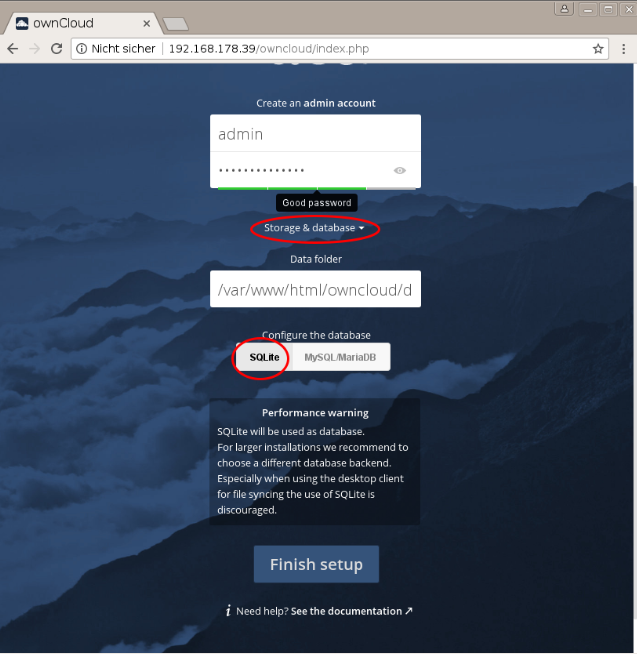 ownCloud
Nicht sicher | 192.168.178.39/owncloud/index.php
Create an admin account
admin
••••••••••••••
Good password
Storage & database
Data folder
/var/www/html/owncloud/d
Configure the database
SQLite MySQL/MariaDB
Performance warning
SQLite will be used as database.
For larger installations we recommend to
choose a different database backend.
Especially when using the desktop client
for file syncing the use of SQLite is
discouraged.
Finish setup
i Need help? See the documentation ↗